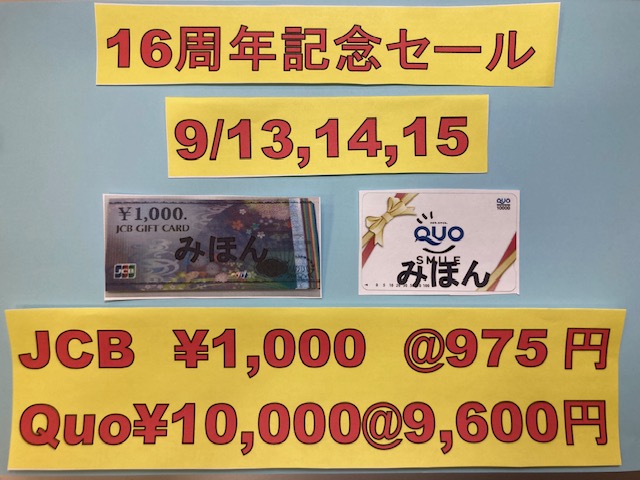 16周年記念セール
9/13,14,15
¥1,000.
JCB GIFT CARD
みほん
JCB
QUO
10000
QUO
SMILE
みほん
JCB ¥1,000 @975円
Quo¥10,000@9,600円